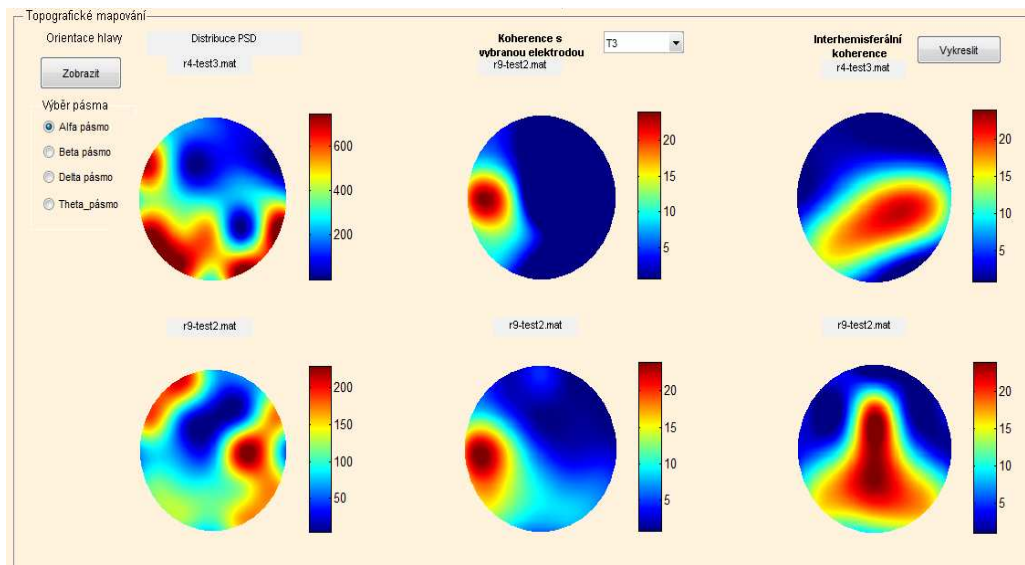 Topografické mapování
Orientace hlavy
Zobrazit
Výběr pásma
Alfa pásmo
Beta pásmo
Delta pásmo
Theta_pásmo
Distribuce PSD
r4-test3.mat
600
400
200
Koherence s
vybranou elektrodou
T3
r9-test2.mat
20
15
10
5
Interhemisferální
koherence
Vykreslit
r4-test3.mat
20
15
10
5
r9-test2.mat
200
150
100
50
r9-test2.mat
20
15
10
5
r9-test2.mat
20
15
10
5